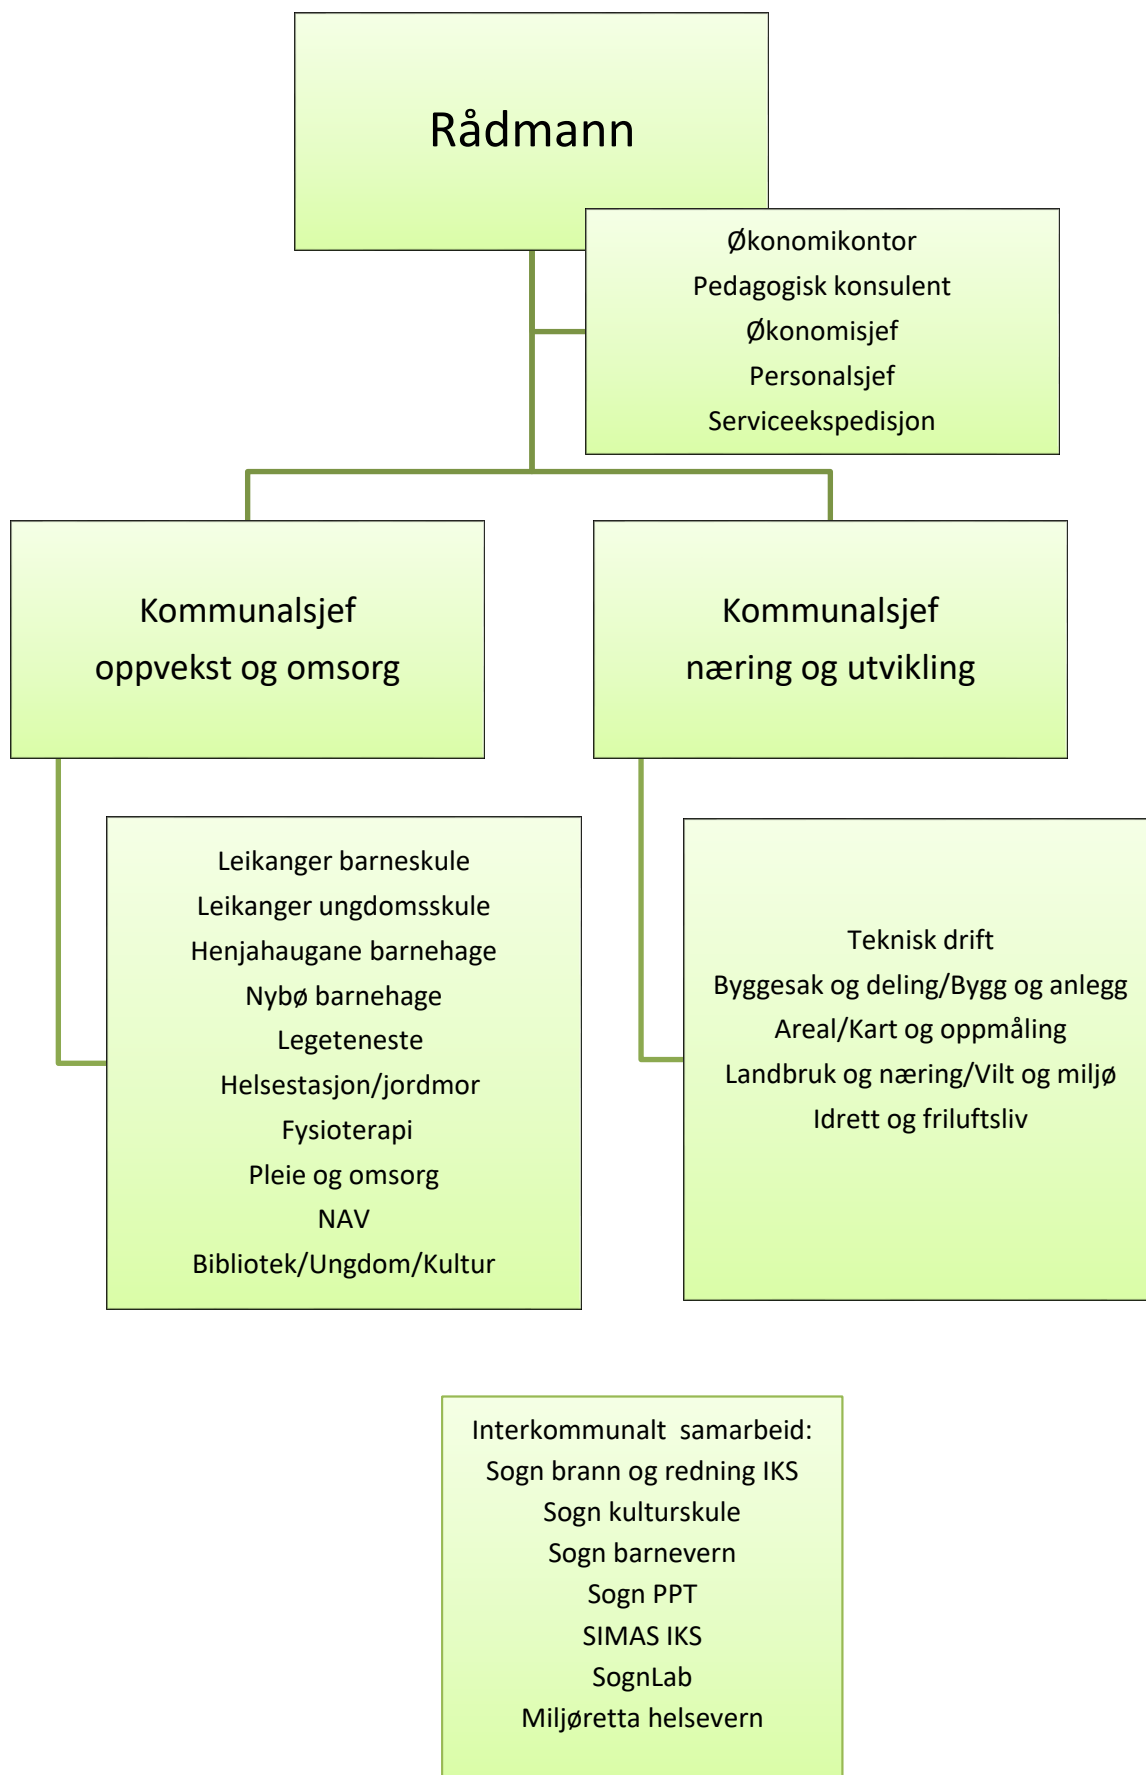 Rådmann
Økonomikontor
Pedagogisk konsulent
Økonomisjef
Personalsjef
Serviceekspedisjon
Kommunalsjef
oppvekst og omsorg
Kommunalsjef
næring og utvikling
Leikanger barneskule
Leikanger ungdomsskule
Henjahaugane barnehage
Nybø barnehage
Legeteneste
Helsestasjon/jordmor
Fysioterapi
Pleie og omsorg
NAV
Bibliotek/Ungdom/Kultur
Teknisk drift
Byggesak og deling/Bygg og anlegg
Areal/Kart og oppmåling
Landbruk og næring/Vilt og miljø
Idrett og friluftsliv
Interkommunalt samarbeid:
Sogn brann og redning IKS
Sogn kulturskule
Sogn barnevern
Sogn PPT
SIMAS IKS
SognLab
Miljøretta helsevern